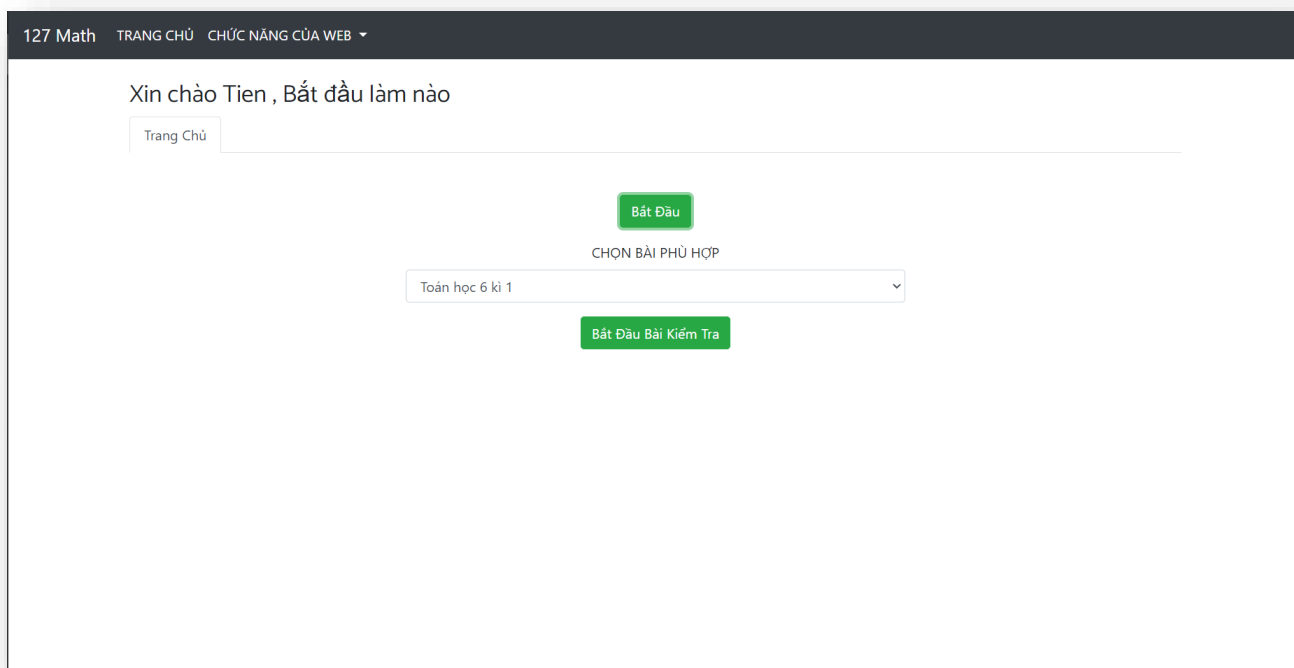 127 Math TRANG CHỦ CHỨC NĂNG CỦA WEB
Xin chào Tien , Bắt đầu làm nào
Trang Chủ
Bắt Đầu
CHỌN BÀI PHÙ HỢP
Toán học 6 kì 1
Bắt Đầu Bài Kiểm Tra